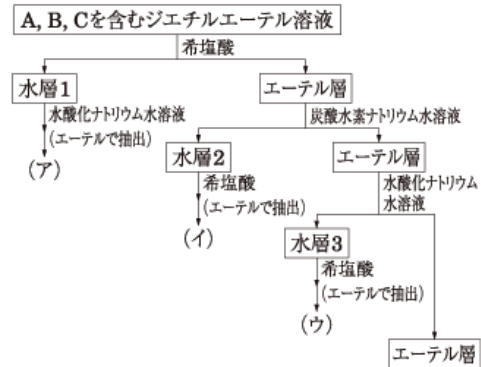 A, B, Cを含むジエチルエーテル溶液
希塩酸
水層1
エーテル層
水酸化ナトリウム水溶液
(エーテルで抽出)
(ア)
炭酸水素ナトリウム水溶液
水層2
エーテル層
希塩酸
(エーテルで抽出)
(イ)
水酸化ナトリウム
水溶液
水層3
希塩酸
(エーテルで抽出)
(ウ)
エーテル層